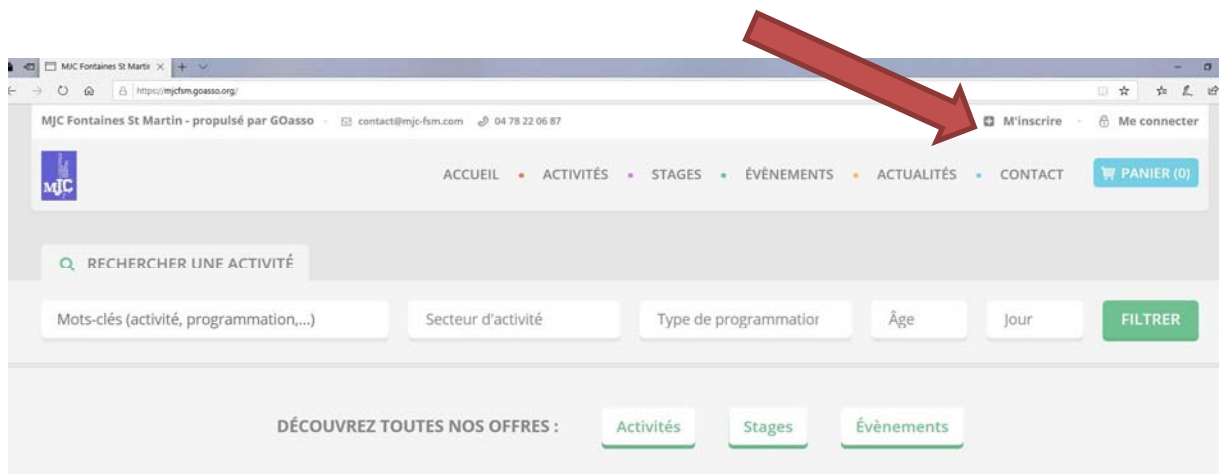 MJC Fontaines St Martir
https://mjcfsm.goasso.org/
MJC Fontaines St Martin - propulsé par GOasso contact@mjc-fsm.com 04 78 22 06 87 M'inscrire Me connecter
MJC ACCUEIL ACTIVITÉS STAGES ÉVÈNEMENTS ACTUALITÉS CONTACT PANIER (0)
RECHERCHER UNE ACTIVITÉ
Mots-clés (activité, programmation,...) Secteur d'activité Type de programmation Âge Jour FILTRER
DÉCOUVREZ TOUTES NOS OFFRES : Activités Stages Évènements